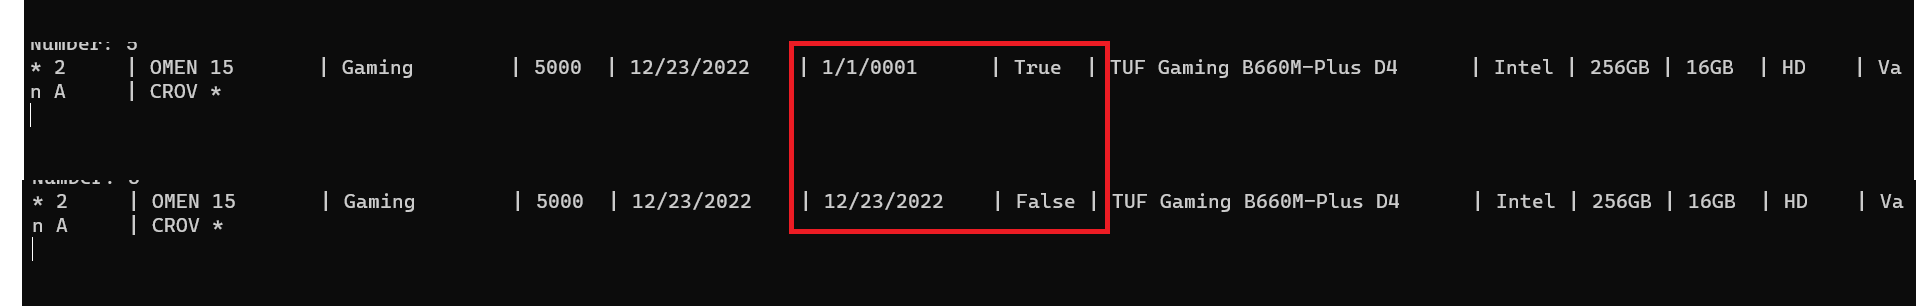 Number: 5
* 2 | OMEN 15 | Gaming | 5000 | 12/23/2022 | 1/1/0001 | True | TUF Gaming B660M-Plus D4 | Intel | 256GB | 16GB | HD | Va
n A | CROV *
* 2 | OMEN 15 | Gaming | 5000 | 12/23/2022 | 12/23/2022 | False | TUF Gaming B660M-Plus D4 | Intel | 256GB | 16GB | HD | Va
n A | CROV *